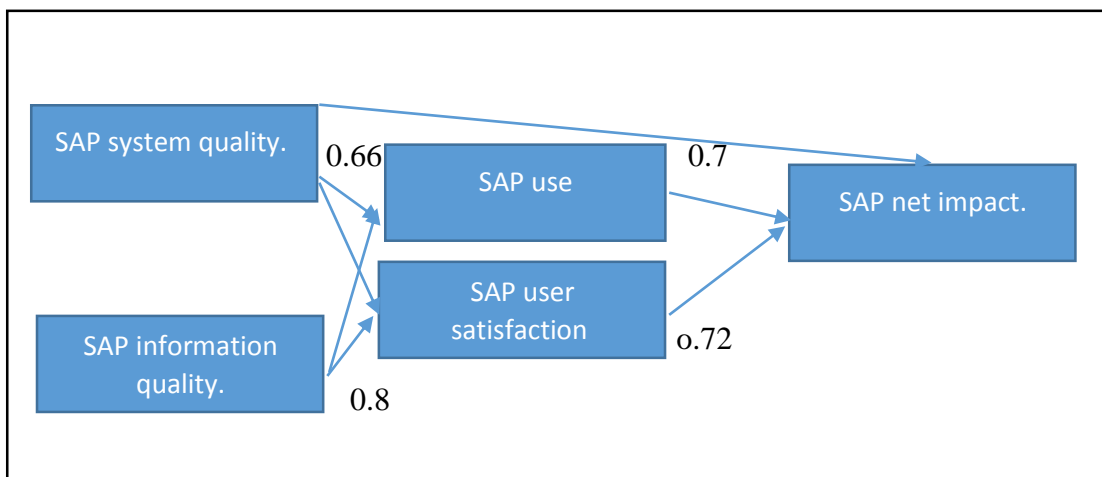 SAP system quality.
0.66
SAP use
0.7
SAP net impact.
SAP user
satisfaction
o.72
SAP information
quality.
0.8